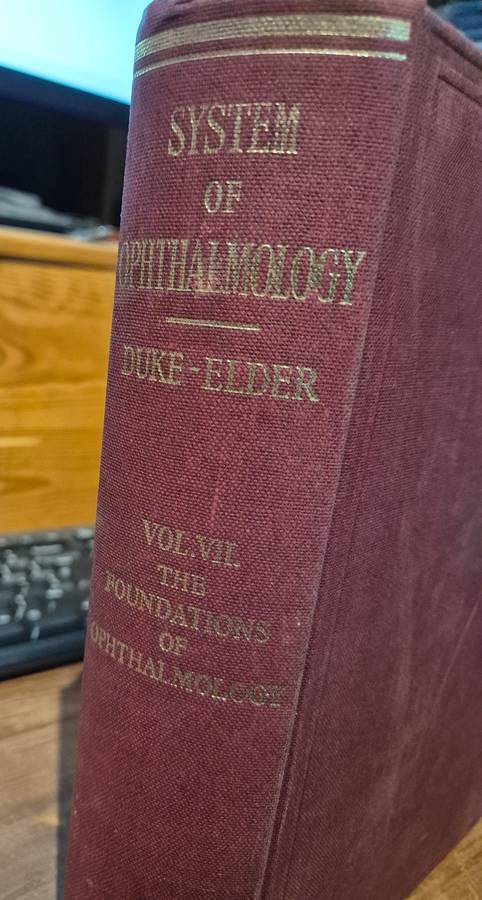 SYSTEM
OF
OPHTHALMOLOGY
DUKE-ELDER
VOL.VII.
THE
FOUNDATIONS
OF
OPHTHALMOLOGY